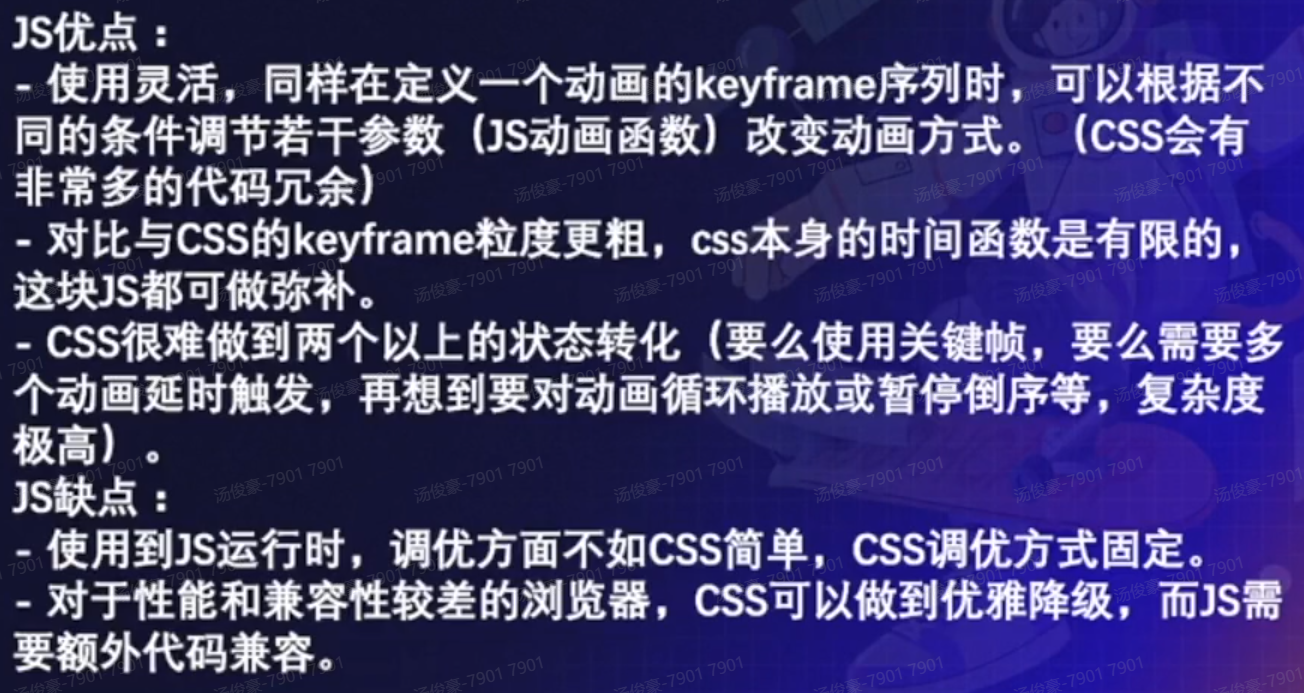 JS优点：
- 使用灵活，同样在定义一个动画的keyframe序列时，可以根据不
同的条件调节若干参数（JS动画函数）改变动画方式。（CSS会有
非常多的代码冗余）
- 对比与CSS的keyframe粒度更粗，css本身的时间函数是有限的，
这块JS都可做弥补。
- CSS很难做到两个以上的状态转化（要么使用关键帧，要么需要多
个动画延时触发，再想到要对动画循环播放或暂停倒序等，复杂度
极高）。
JS缺点：
- 使用到JS运行时，调优方面不如CSS简单，CSS调优方式固定。
- 对于性能和兼容性较差的浏览器，CSS可以做到优雅降级，而JS需
要额外代码兼容。
汤俊豪-7901 7901